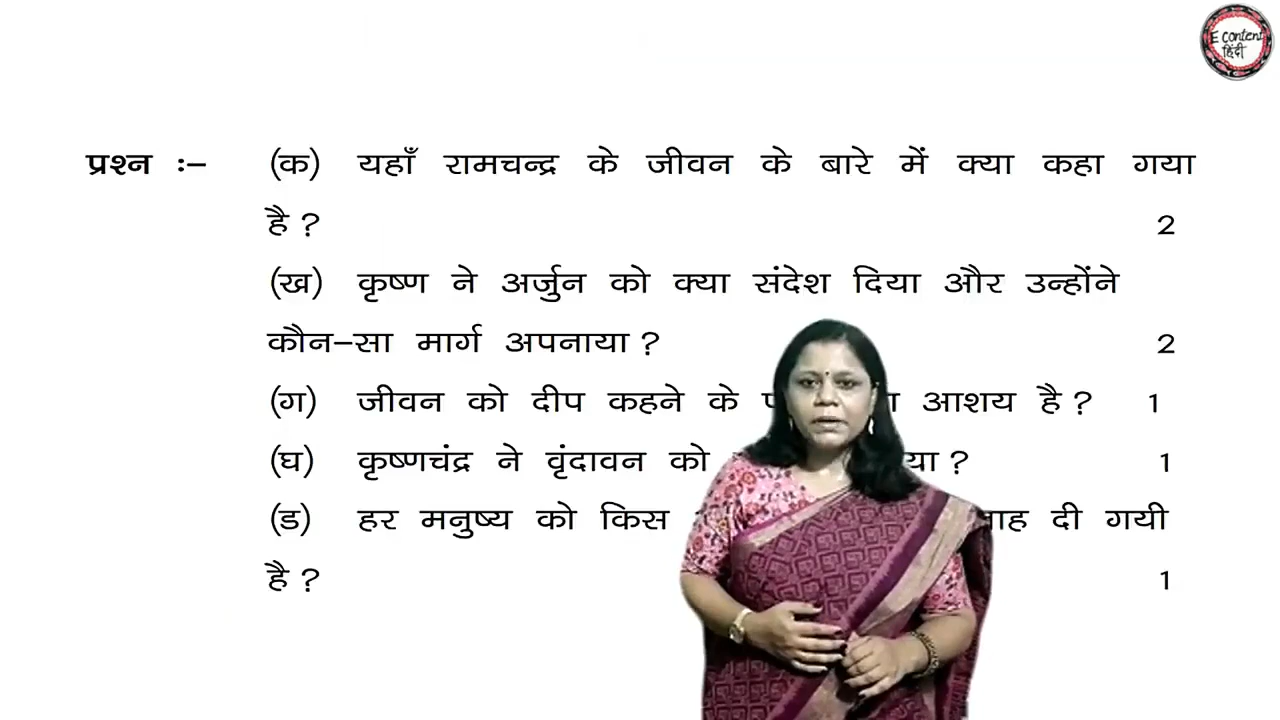 E content
हिंदी
प्रश्न :– (क) यहाँ रामचन्द्र के जीवन के बारे में क्या कहा गया
है ? 2
(ख) कृष्ण ने अर्जुन को क्या संदेश दिया और उन्होंने
कौन–सा मार्ग अपनाया ? 2
(ग) जीवन को दीप कहने के आशय है ? 1
(घ) कृष्णचंद्र ने वृंदावन को 1
(ड) हर मनुष्य को किस दी गयी
है ? 1